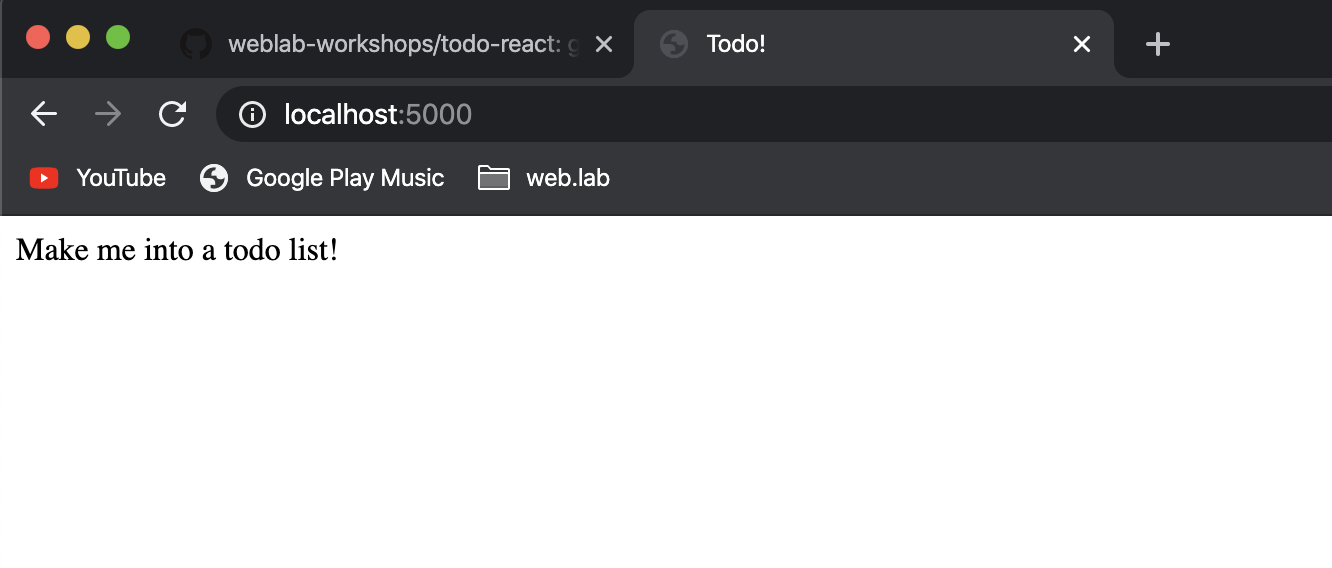 weblab-workshops/todo-react: g
Todo!
localhost:5000
YouTube
Google Play Music
web.lab
Make me into a todo list!